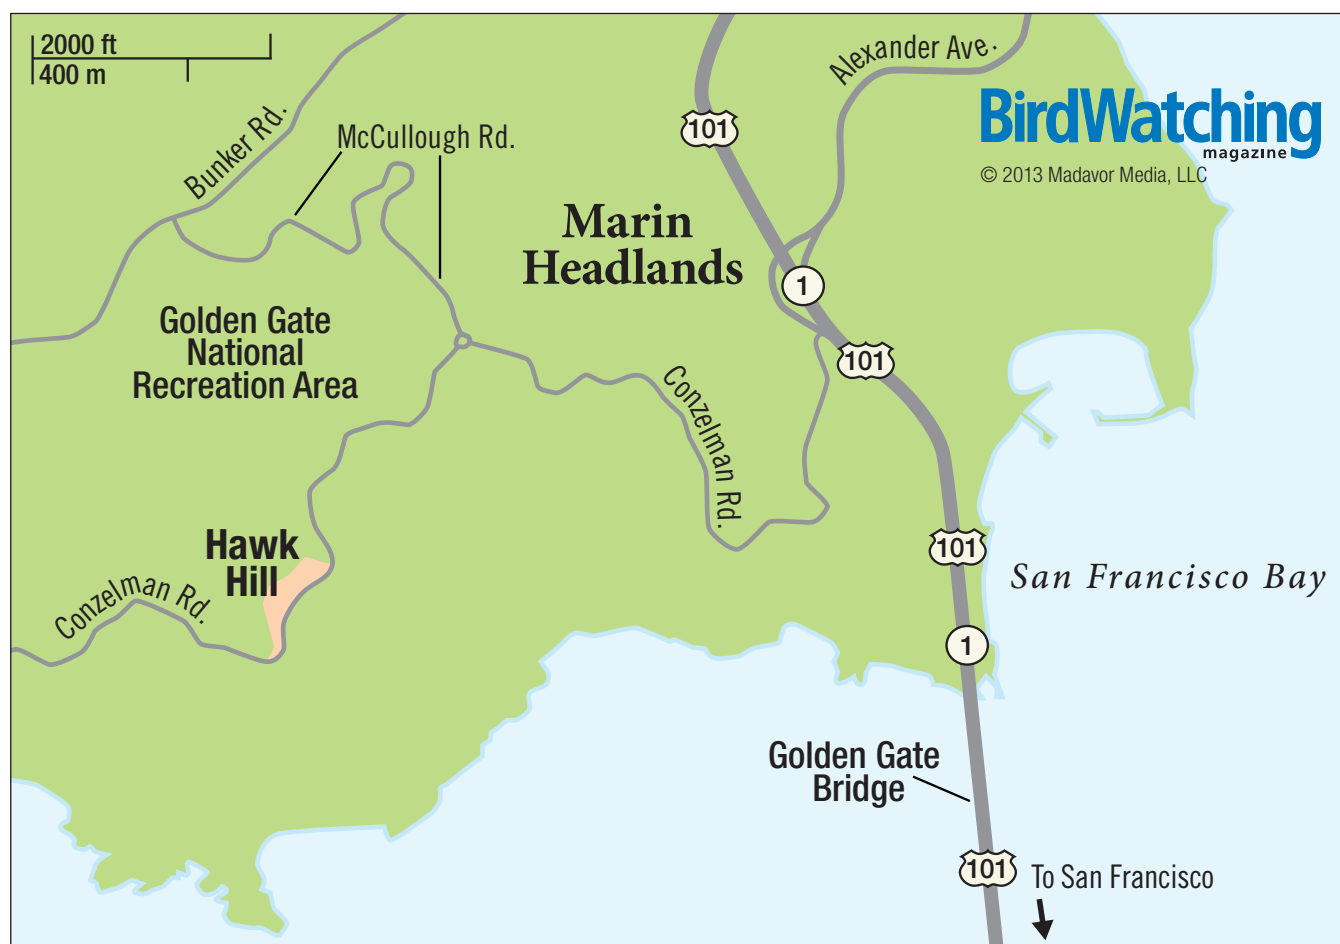 2000 ft
400 m
Alexander Ave.
BirdWatching
magazine
© 2013 Madavor Media, LLC
101
McCullough Rd.
Bunker Rd.
Marin
Headlands
1
Golden Gate
National
Recreation Area
101
Conzelman Rd.
Hawk
Hill
101
San Francisco Bay
Conzelman Rd.
1
Golden Gate
Bridge
101
To San Francisco